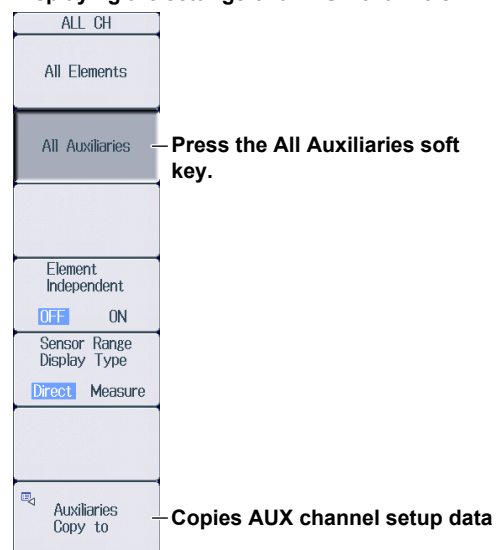 ALL CH
All Elements
All Auxiliaries
Press the All Auxiliaries soft
key.
Element
Independent
OFF ON
Sensor Range
Display Type
Direct Measure
Auxiliaries
Copy to
Copies AUX channel setup data